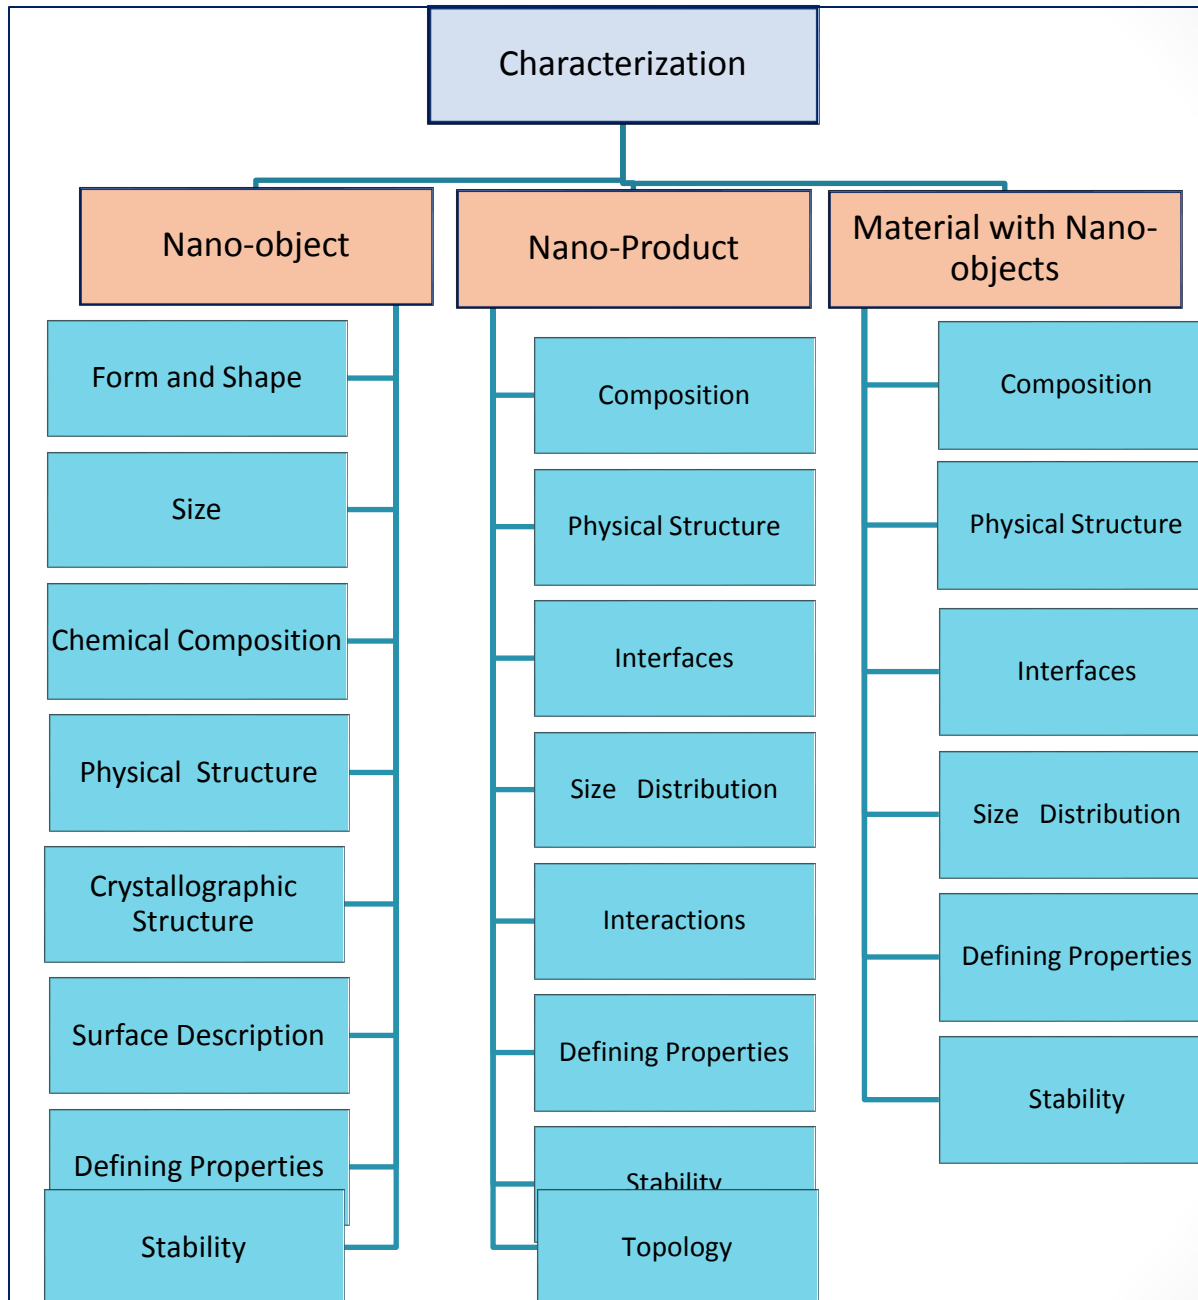 Characterization
Nano-object
Form and Shape
Size
Chemical Composition
Physical Structure
Crystallographic
Structure
Surface Description
Defining Properties
Stability
Nano-Product
Composition
Physical Structure
Interfaces
Size Distribution
Interactions
Defining Properties
Stability
Topology
Material with Nano-
objects
Composition
Physical Structure
Interfaces
Size Distribution
Defining Properties
Stability